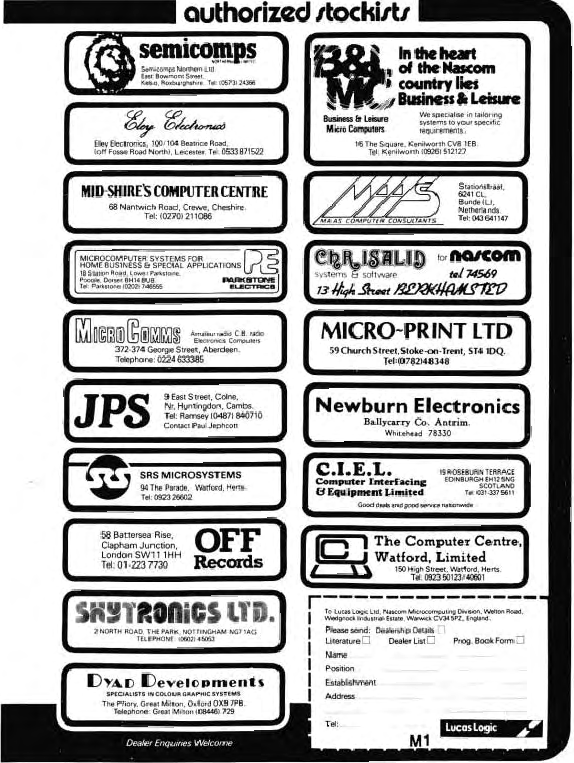 authorized stockists
semicomps
NORTHERN LIMITED
Semicomps Northern Ltd.
East Bowmont Street,
Kelso, Roxburghshire. Tel: (0573) 24366
Eley Electronics
Eley Electronics, 100/104 Beatrice Road,
(off Fosse Road North), Leicester. Tel: 0533 871522
MID-SHIRE'S COMPUTER CENTRE
68 Nantwich Road, Crewe, Cheshire.
Tel: (0270) 211086
MICROCOMPUTER SYSTEMS FOR
HOME BUSINESS & SPECIAL APPLICATIONS
18 Station Road, Lower Parkstone,
Poole, Dorset BH14 8UB.
Tel: Parkstone (0202) 746555
PE
PARKSTONE
ELECTRICS
MICROCOMMS
Amateur radio C.B. radio
Electronics Computers
372-374 George Street, Aberdeen.
Telephone: 0224 633385
JPS
9 East Street, Colne,
Nr. Huntingdon, Cambs.
Tel: Ramsey (0487) 840710
Contact Paul Jephcott
SRS
SRS MICROSYSTEMS
94 The Parade, Watford, Herts.
Tel: 0923 26602
58 Battersea Rise,
Clapham Junction,
London SW11 1HH
Tel: 01-223 7730
OFF
Records
SKYTRONICS LTD.
2 NORTH ROAD, THE PARK, NOTTINGHAM NG7 1AG
TELEPHONE (0602) 45053
DYAD Developments
SPECIALISTS IN COLOUR GRAPHIC SYSTEMS
The Priory, Great Milton, Oxford OX9 7PB.
Telephone: Great Milton (08446) 729
Dealer Enquiries Welcome
B&L
MC
Business & Leisure
Micro Computers
In the heart
of the Nascom
country lies
Business & Leisure
We specialise in tailoring
systems to your specific
requirements.
16 The Square, Kenilworth CV8 1EB.
Tel: Kenilworth (0926) 512127
MAAS
MAAS COMPUTER CONSULTANTS
Stationstraat,
6241 CL,
Bunde (L),
Netherlands.
Tel: 043 641147
ChRISALID for nascom
systems & software tel 74569
13 High Street BERKHAMSTED
MICRO~PRINT LTD
59 Church Street, Stoke-on-Trent, ST4 1DQ.
Tel: (0782) 48348
Newburn Electronics
Ballycarry Co. Antrim.
Whitehead 78330
C.I.E.L.
Computer Interfacing
& Equipment Limited
19 ROSEBURN TERRACE
EDINBURGH EH12 5NG
SCOTLAND
Tel: (031-337 5611
Good deals and good service nationwide
The Computer Centre,
Watford, Limited
150 High Street, Watford, Herts.
Tel: 0923 50123/40601
To Lucas Logic Ltd, Nascom Microcomputing Division, Welton Road,
Wedgnock Industrial Estate, Warwick CV34 5PZ, England.
Please send: Dealership Details
Literature Dealer List Prog. Book Form
Name
Position
Establishment
Address
Tel:
Lucas Logic
M1